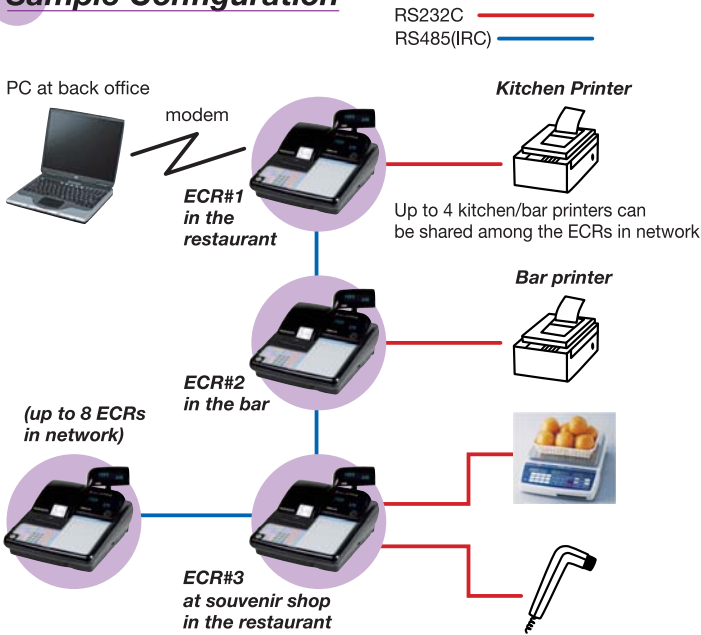 Sample Configuration
RS232C
RS485(IRC)
PC at back office
modem
Kitchen Printer
ECR#1
in the
restaurant
Up to 4 kitchen/bar printers can
be shared among the ECRs in network
Bar printer
ECR#2
in the bar
(up to 8 ECRs
in network)
ECR#3
at souvenir shop
in the restaurant